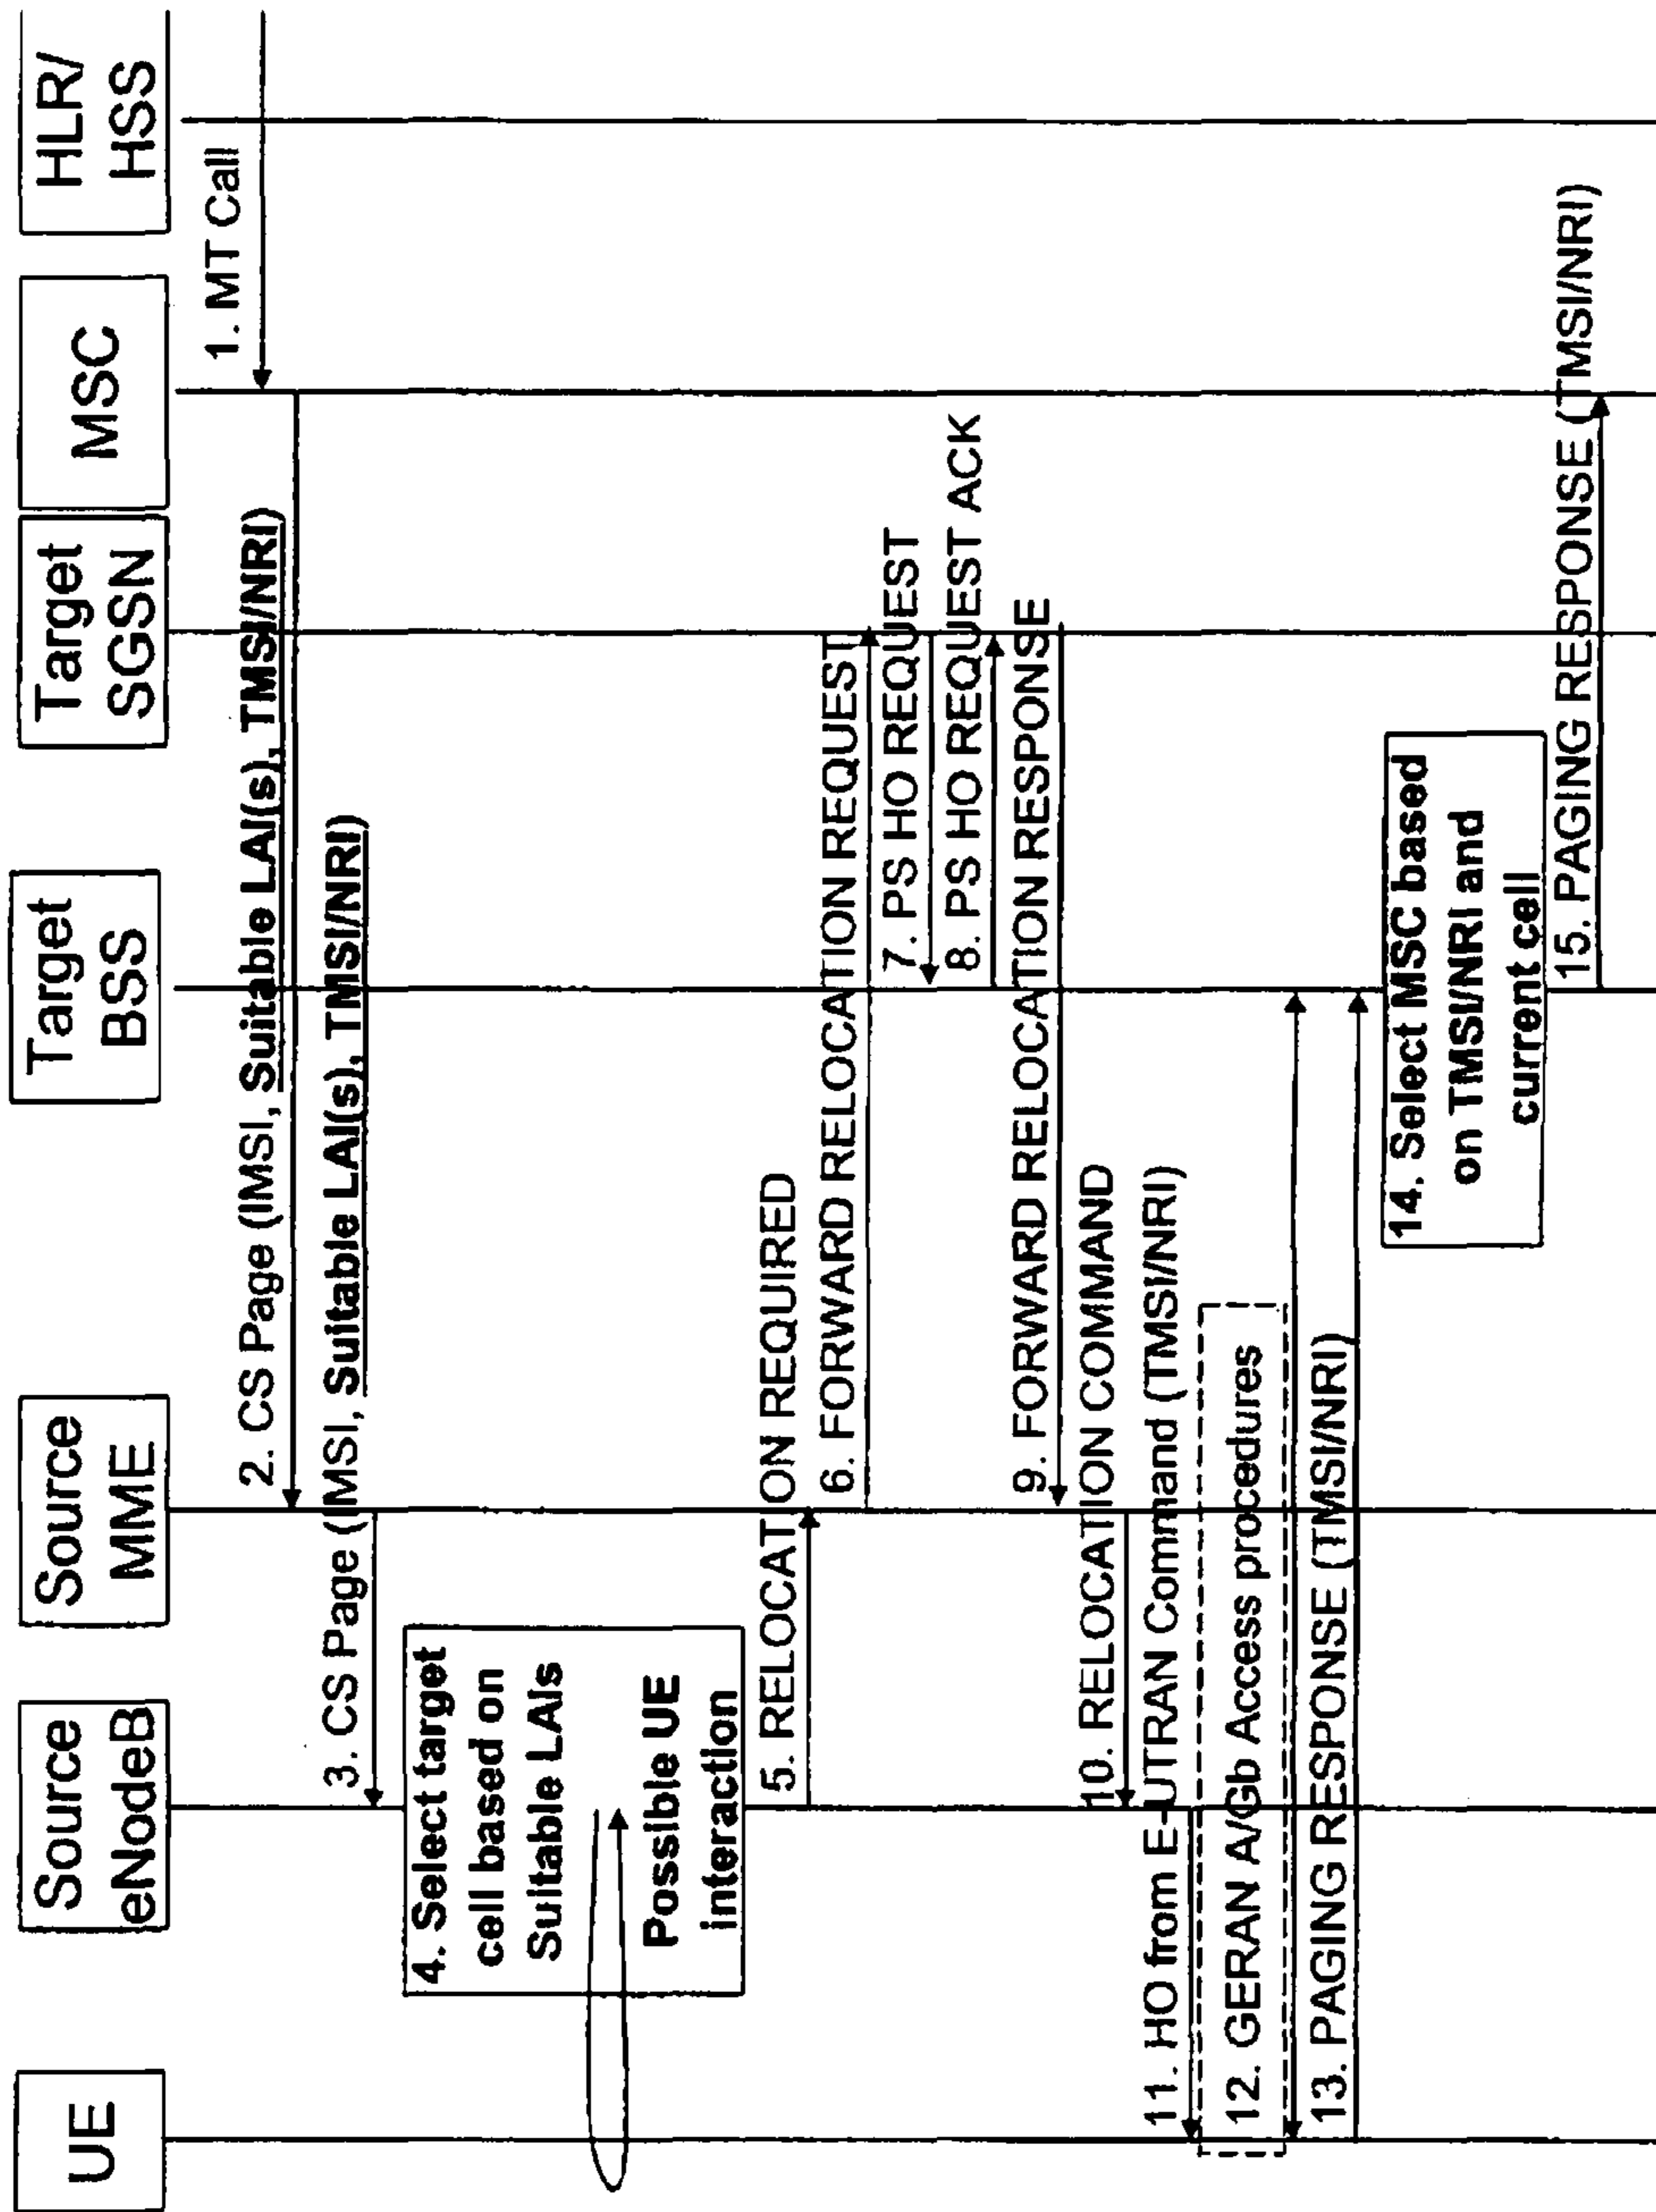 UE
Source
eNodeB
Source
MME
Target
BSS
Target
SGSN
MSC
HLR/
HSS
1. MT Call
2. CS Page (IMSI, Suitable LAI(s), TMSI/NRI)
3. CS Page (IMSI, Suitable LAI(s), TMSI/NRI)
4. Select target
cell based on
Suitable LAIs
Possible UE
interaction
5. RELOCATION REQUIRED
6. FORWARD RELOCATION REQUEST
7. PS HO REQUEST
8. PS HO REQUEST ACK
9. FORWARD RELOCATION RESPONSE
10. RELOCATION COMMAND
11. HO from E-UTRAN Command (TMSI/NRI)
12. GERAN A/Gb Access procedures
13. PAGING RESPONSE (TMSI/NRI)
14. Select MSC based
on TMSI/NRI and
current cell
15. PAGING RESPONSE (TMSI/NRI)